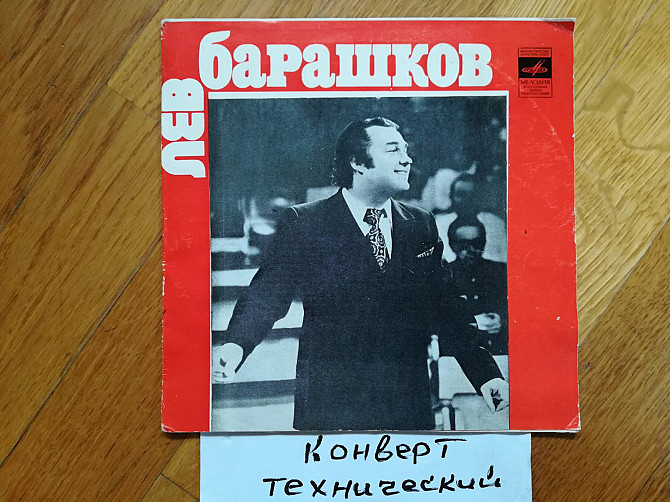 лев
барашков
МЕЛОДИЯ
Конверт
технический